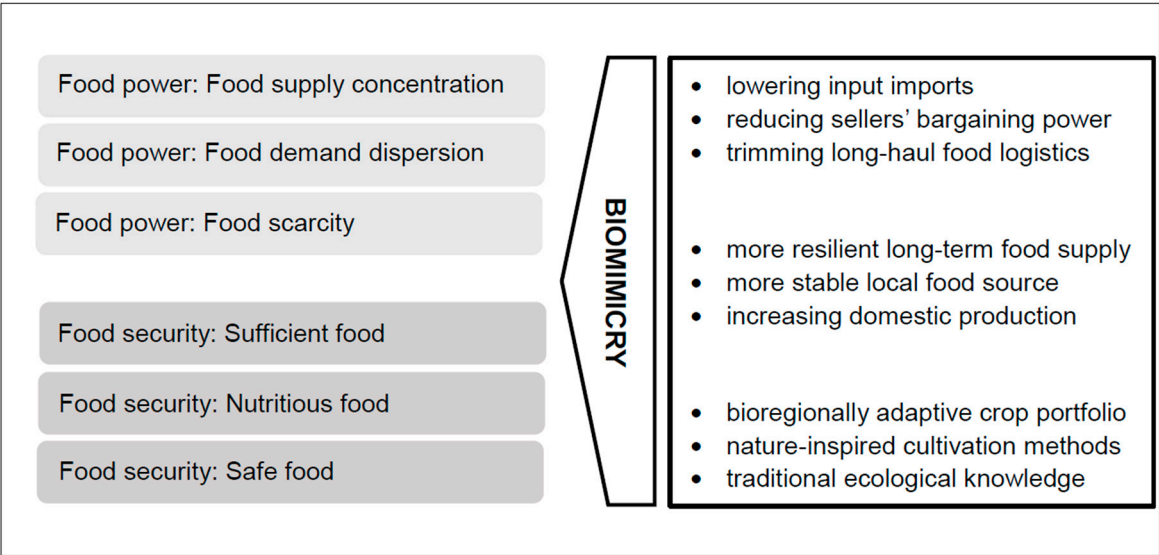 Food power: Food supply concentration
Food power: Food demand dispersion
Food power: Food scarcity
Food security: Sufficient food
Food security: Nutritious food
Food security: Safe food
BIOMIMICRY
• lowering input imports
• reducing sellers’ bargaining power
• trimming long-haul food logistics
• more resilient long-term food supply
• more stable local food source
• increasing domestic production
• bioregionally adaptive crop portfolio
• nature-inspired cultivation methods
• traditional ecological knowledge